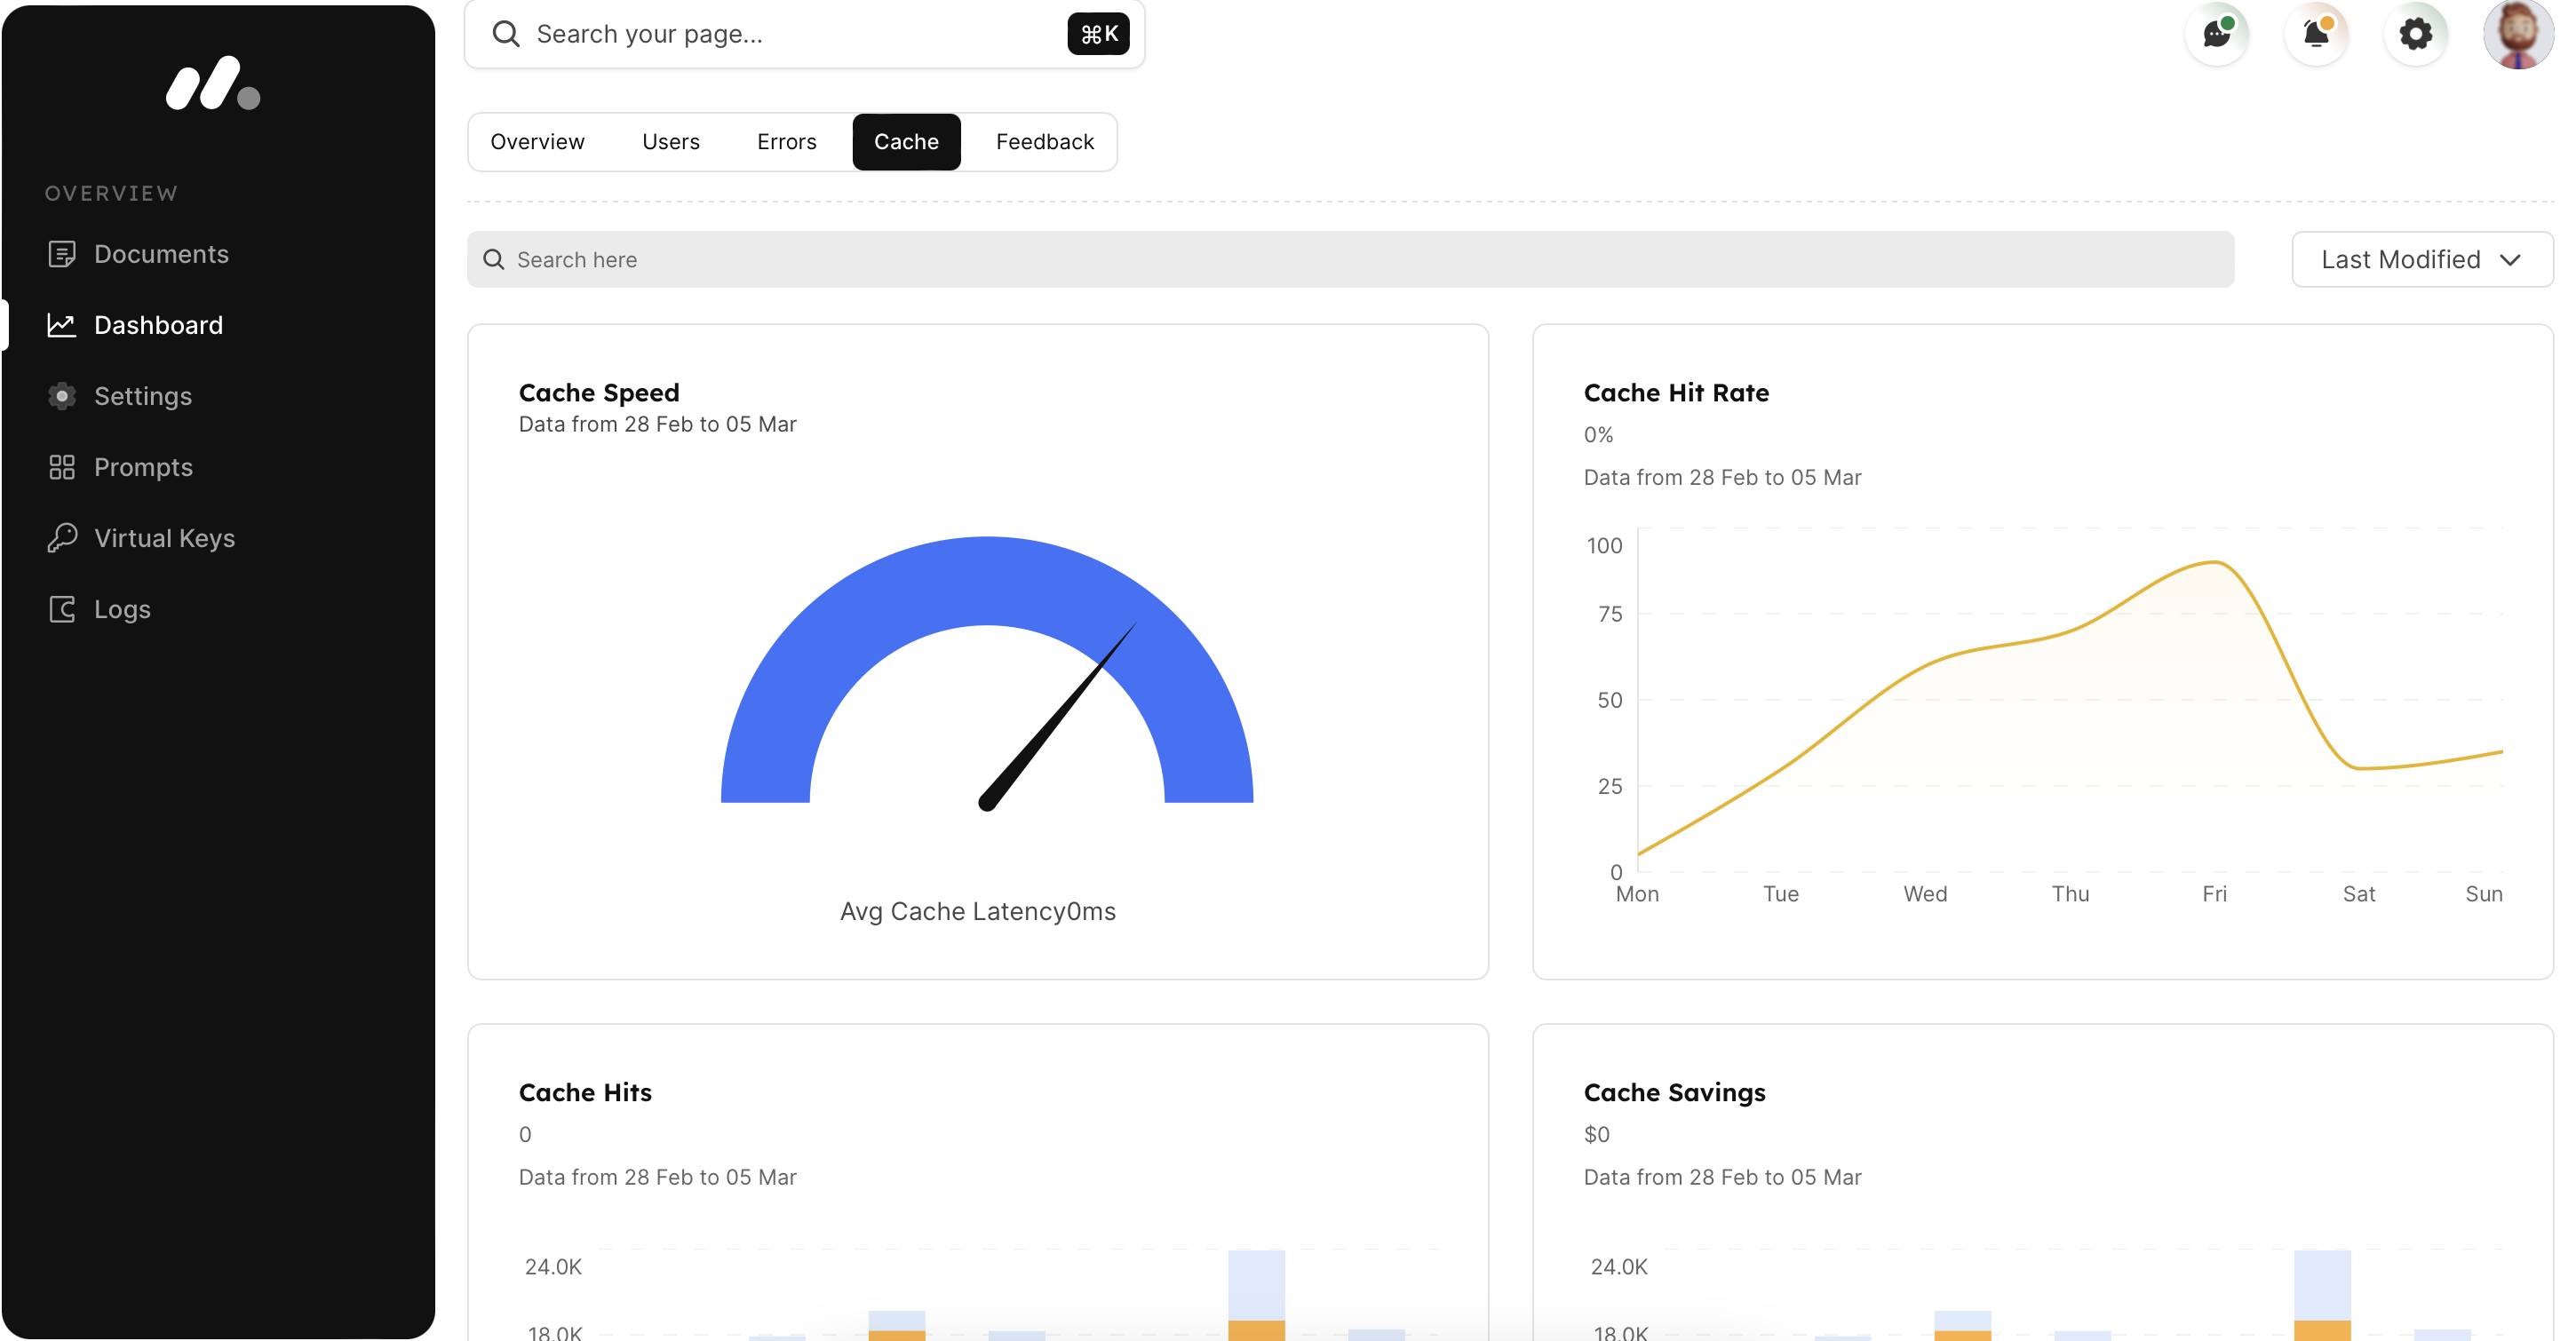 Search your page...
⌘K
Overview
Users
Errors
Cache
Feedback
OVERVIEW
Documents
Dashboard
Settings
Prompts
Virtual Keys
Logs
Search here
Last Modified
Cache Speed
Data from 28 Feb to 05 Mar
Avg Cache Latency0ms
Cache Hit Rate
0%
Data from 28 Feb to 05 Mar
100
75
50
25
0
Mon
Tue
Wed
Thu
Fri
Sat
Sun
Cache Hits
0
Data from 28 Feb to 05 Mar
24.0K
18.0K
Cache Savings
$0
Data from 28 Feb to 05 Mar
24.0K
18.0K